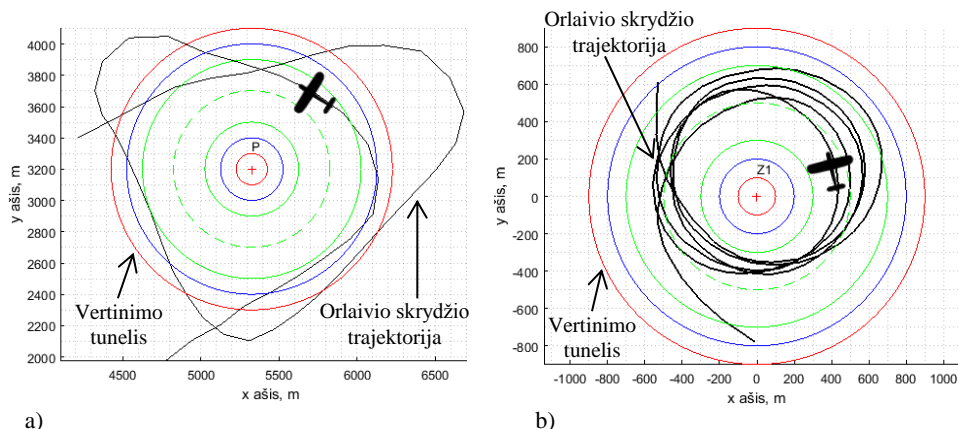 4000
3800
3600
3400
3200
3000
2800
2600
2400
2200
2000
y ašis, m
P
Vertinimo
tunelis
Orlaivio skrydžio
trajektorija
4500 5000 5500 6000 6500
x ašis, m
a)
Orlaivio skrydžio
trajektorija
800
600
400
200
0
-200
-400
-600
-800
y ašis, m
Z1
Vertinimo
tunelis
-1000 -800 -600 -400 -200 0 200 400 600 800 1000
x ašis, m
b)